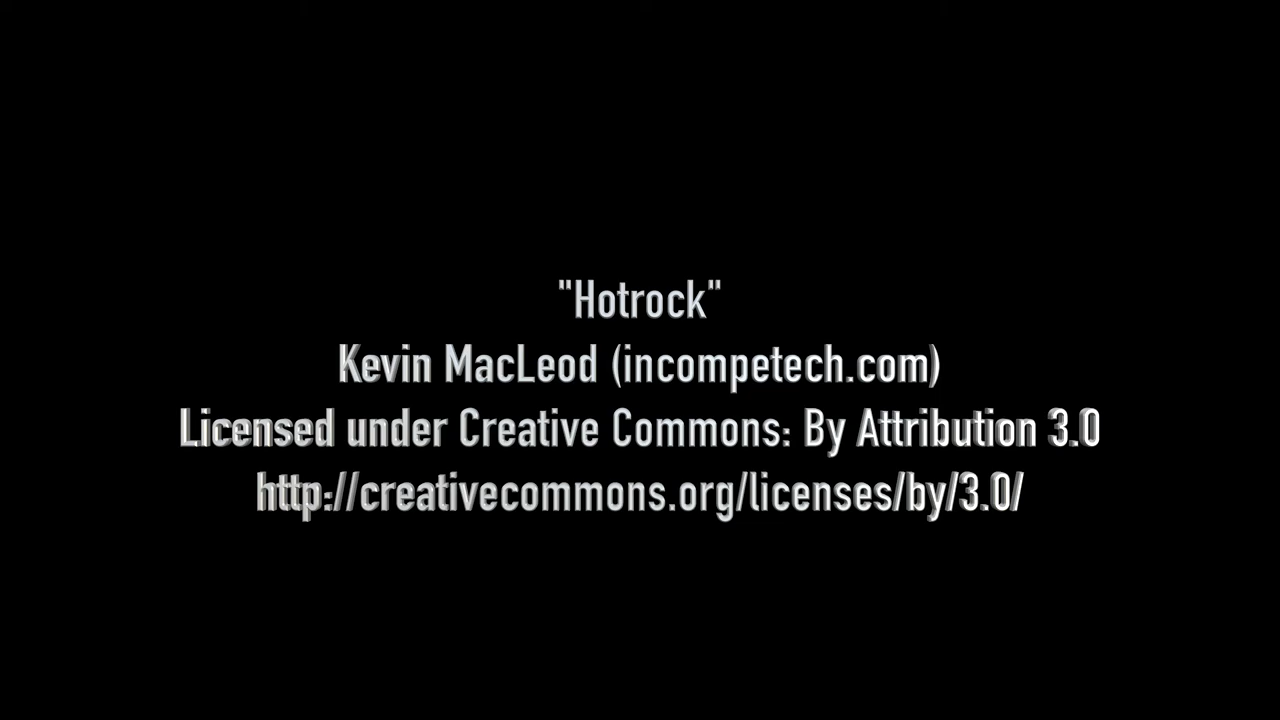 "Hotrock"
Kevin MacLeod (incompetech.com)
Licensed under Creative Commons: By Attribution 3.0
http://creativecommons.org/licenses/by/3.0/